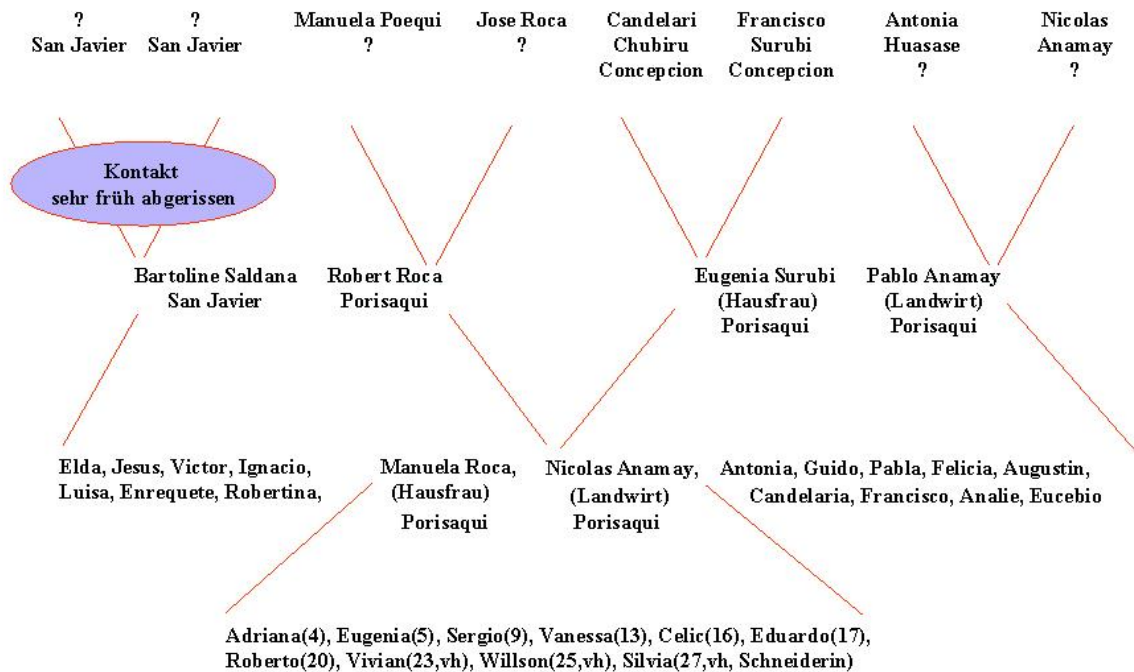 ?
San Javier
?
San Javier
Manuela Poequi
?
Jose Roca
?
Candelari
Chubiru
Concepcion
Francisco
Surubi
Concepcion
Antonia
Huasase
?
Nicolas
Anamay
?
Kontakt
sehr früh abgerissen
Bartoline Saldana
San Javier
Robert Roca
Porisaqui
Eugenia Surubi
(Hausfrau)
Porisaqui
Pablo Anamay
(Landwirt)
Porisaqui
Elda, Jesus, Victor, Ignacio,
Luisa, Enrequete, Robertina,
Manuela Roca,
(Hausfrau)
Porisaqui
Nicolas Anamay,
(Landwirt)
Porisaqui
Antonia, Guido, Pabla, Felicia, Augustin,
Candelaria, Francisco, Analie, Eucebio
Adriana(4), Eugenia(5), Sergio(9), Vanessa(13), Celic(16), Eduardo(17),
Roberto(20), Vivian(23,vh), Willson(25,vh), Silvia(27,vh, Schneiderin)